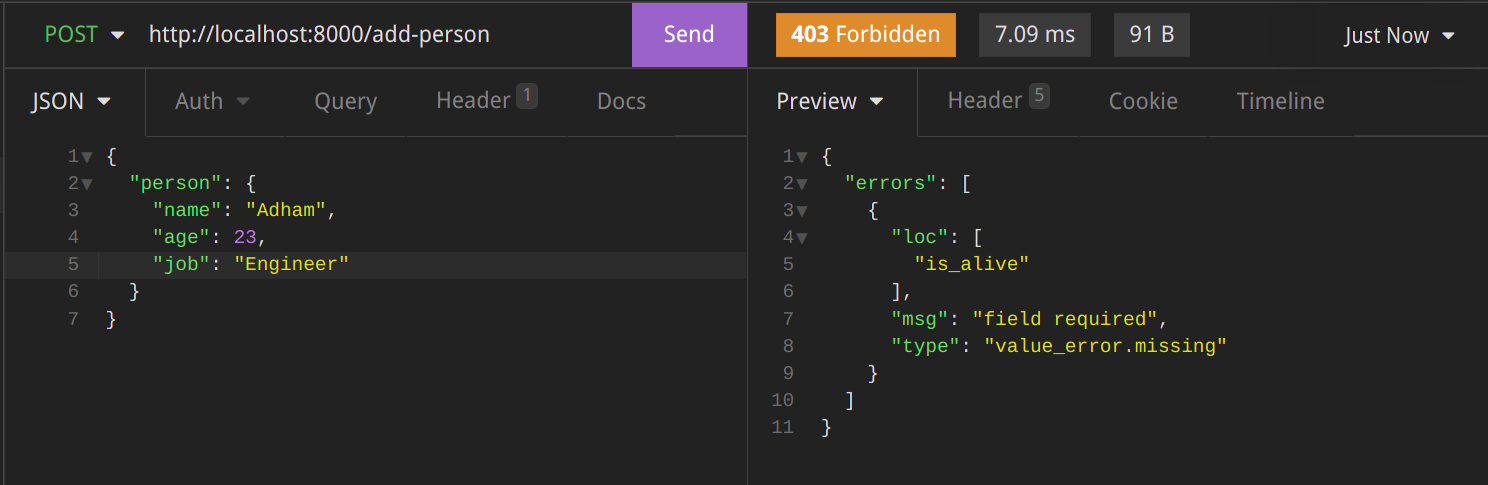 POST http://localhost:8000/add-person Send 403 Forbidden 7.09 ms 91 B Just Now
JSON Auth Query Header 1 Docs
Preview Header 5 Cookie Timeline
1 {
2 "person": {
3 "name": "Adham",
4 "age": 23,
5 "job": "Engineer"
6 }
7 }
1 {
2 "errors": [
3 {
4 "loc": [
5 "is_alive"
6 ],
7 "msg": "field required",
8 "type": "value_error.missing"
9 }
10 ]
11 }